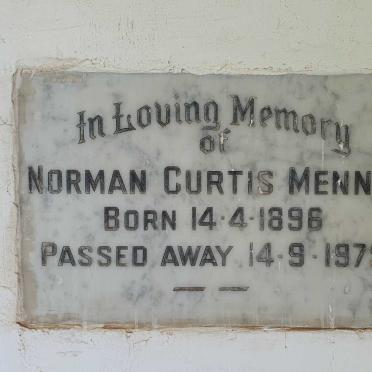 In Loving Memory
of
NORMAN CURTIS MENN
BORN 14·4·1896
PASSED AWAY 14·9·197